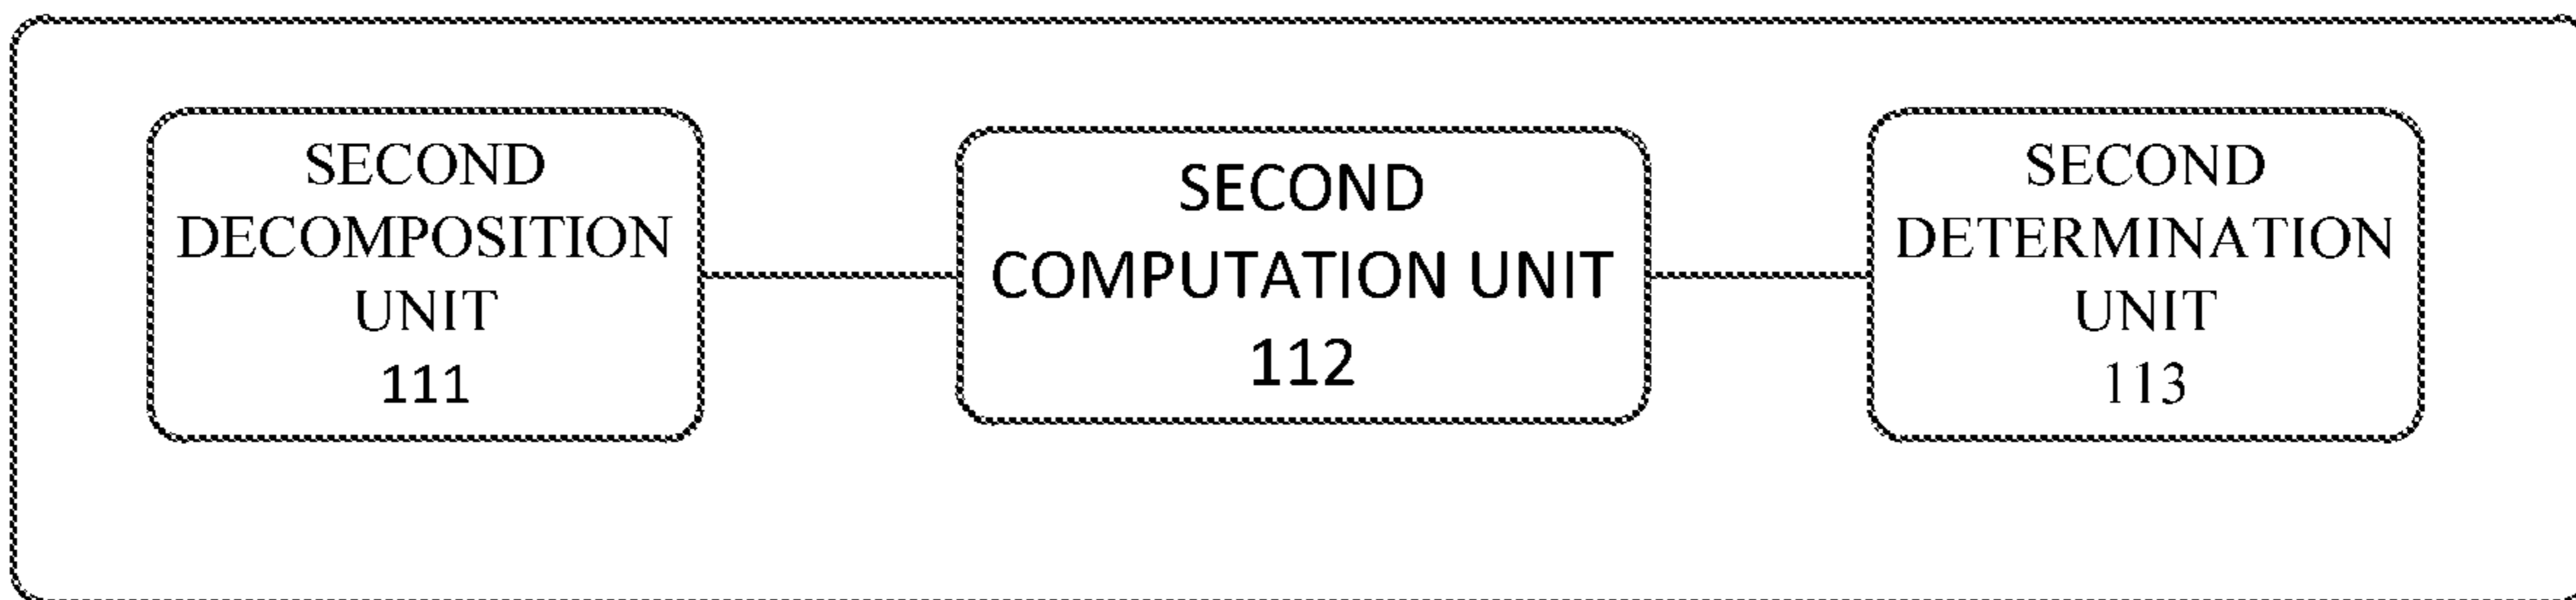 SECOND
DECOMPOSITION
UNIT
111
SECOND
COMPUTATION UNIT
112
SECOND
DETERMINATION
UNIT
113